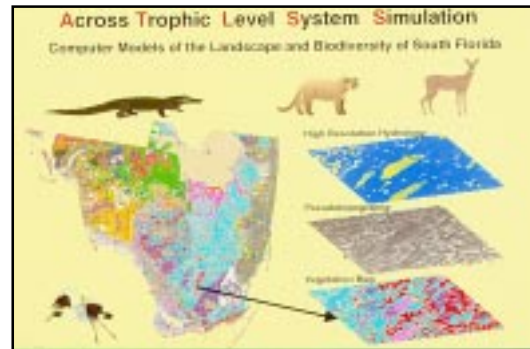 Across Trophic Level System Simulation
Computer Models of the Landscape and Biodiversity of South Florida
High Resolution Hydrology
Vegetation Map